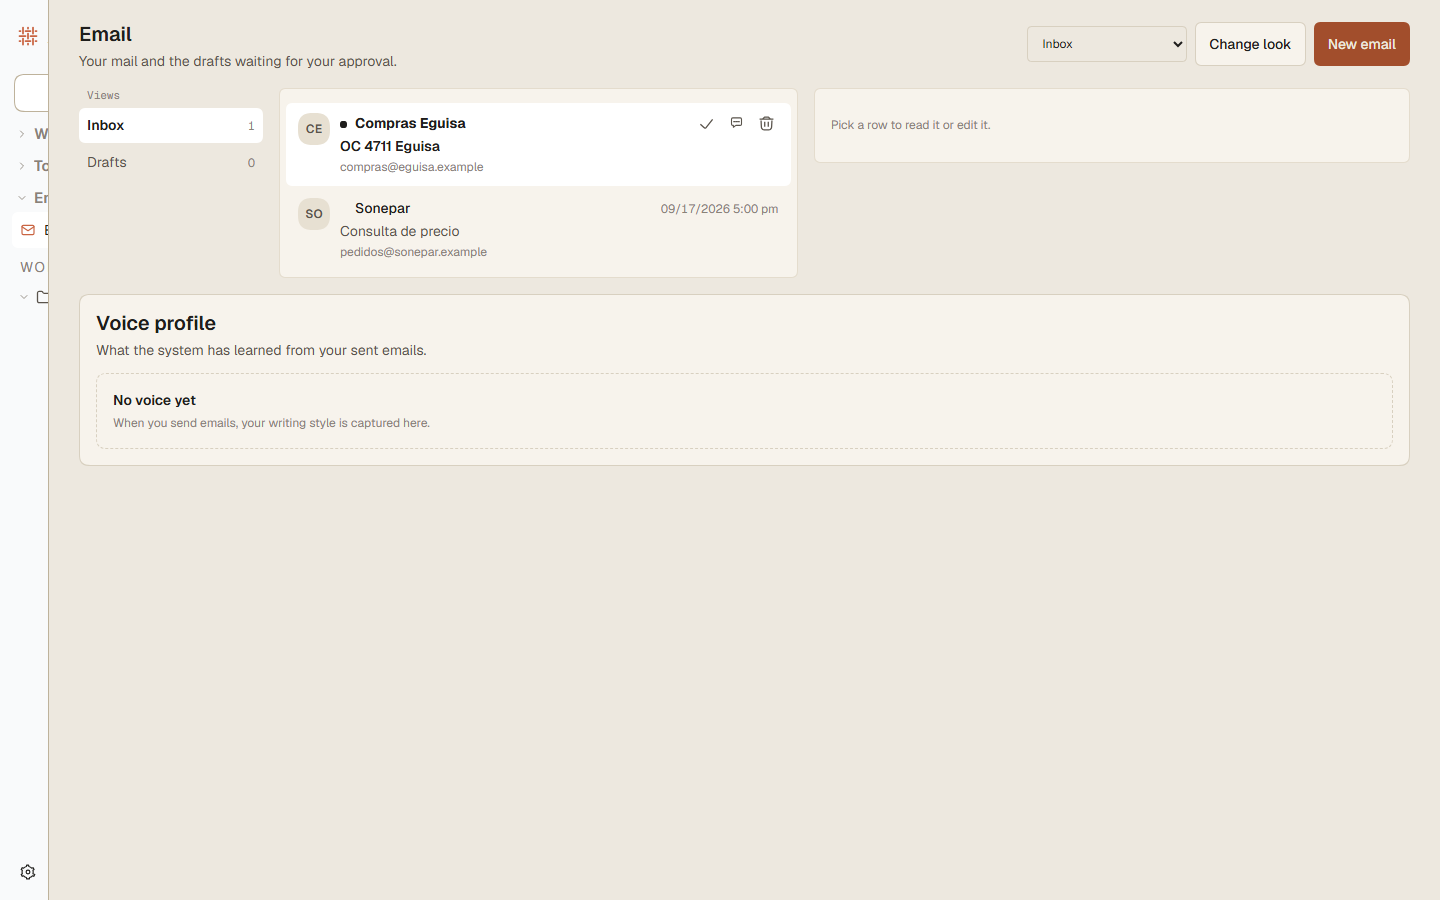 Email
Your mail and the drafts waiting for your approval.
Inbox
Change look
New email
W
To
WO
Views
Inbox 1
Drafts 0
CE
Compras Eguisa
OC 4711 Eguisa
compras@eguisa.example
SO
Sonepar 09/17/2026 5:00 pm
Consulta de precio
pedidos@sonepar.example
Pick a row to read it or edit it.
Voice profile
What the system has learned from your sent emails.
No voice yet
When you send emails, your writing style is captured here.